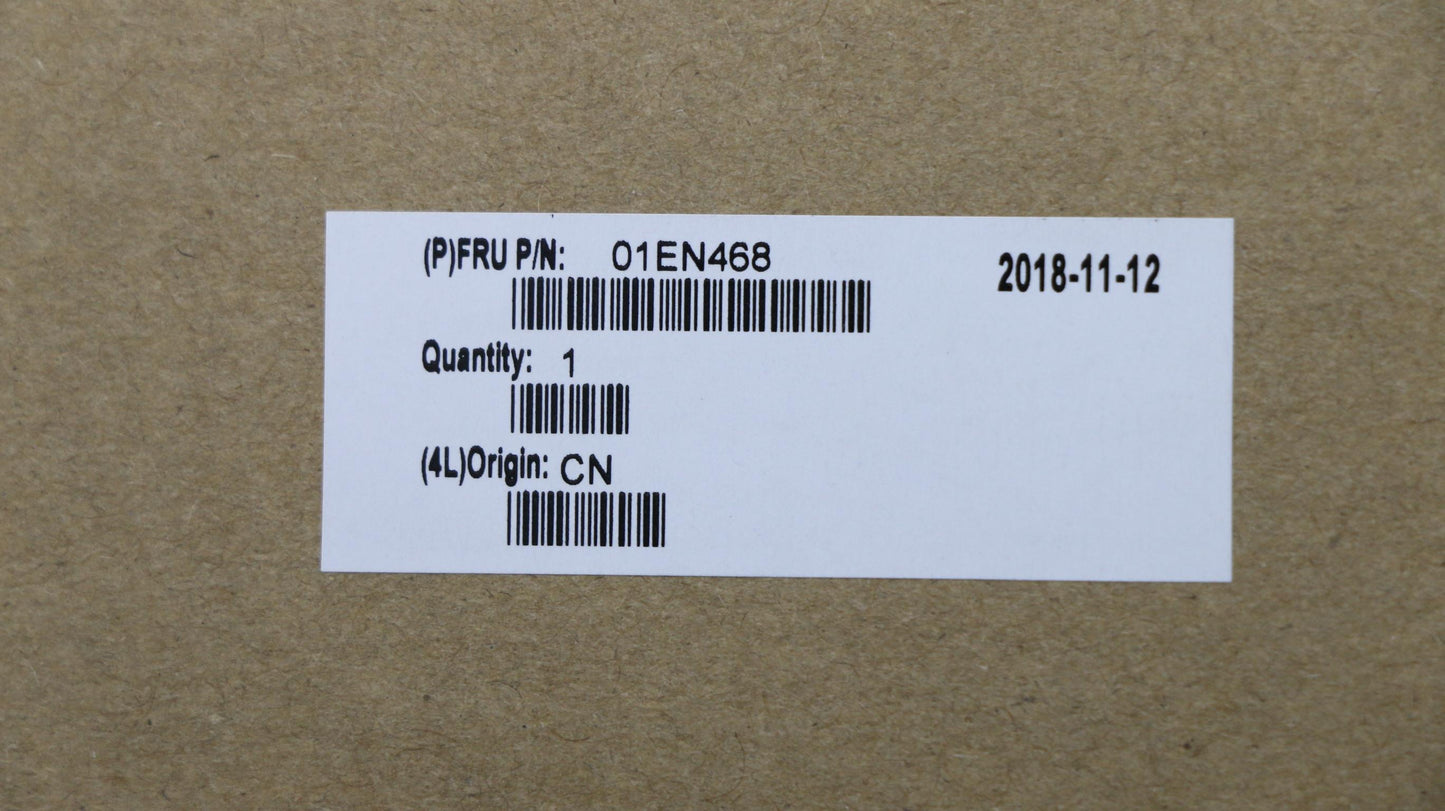 (P)FRU P/N: 01EN468
2018-11-12
Quantity: 1
(4L)Origin: CN